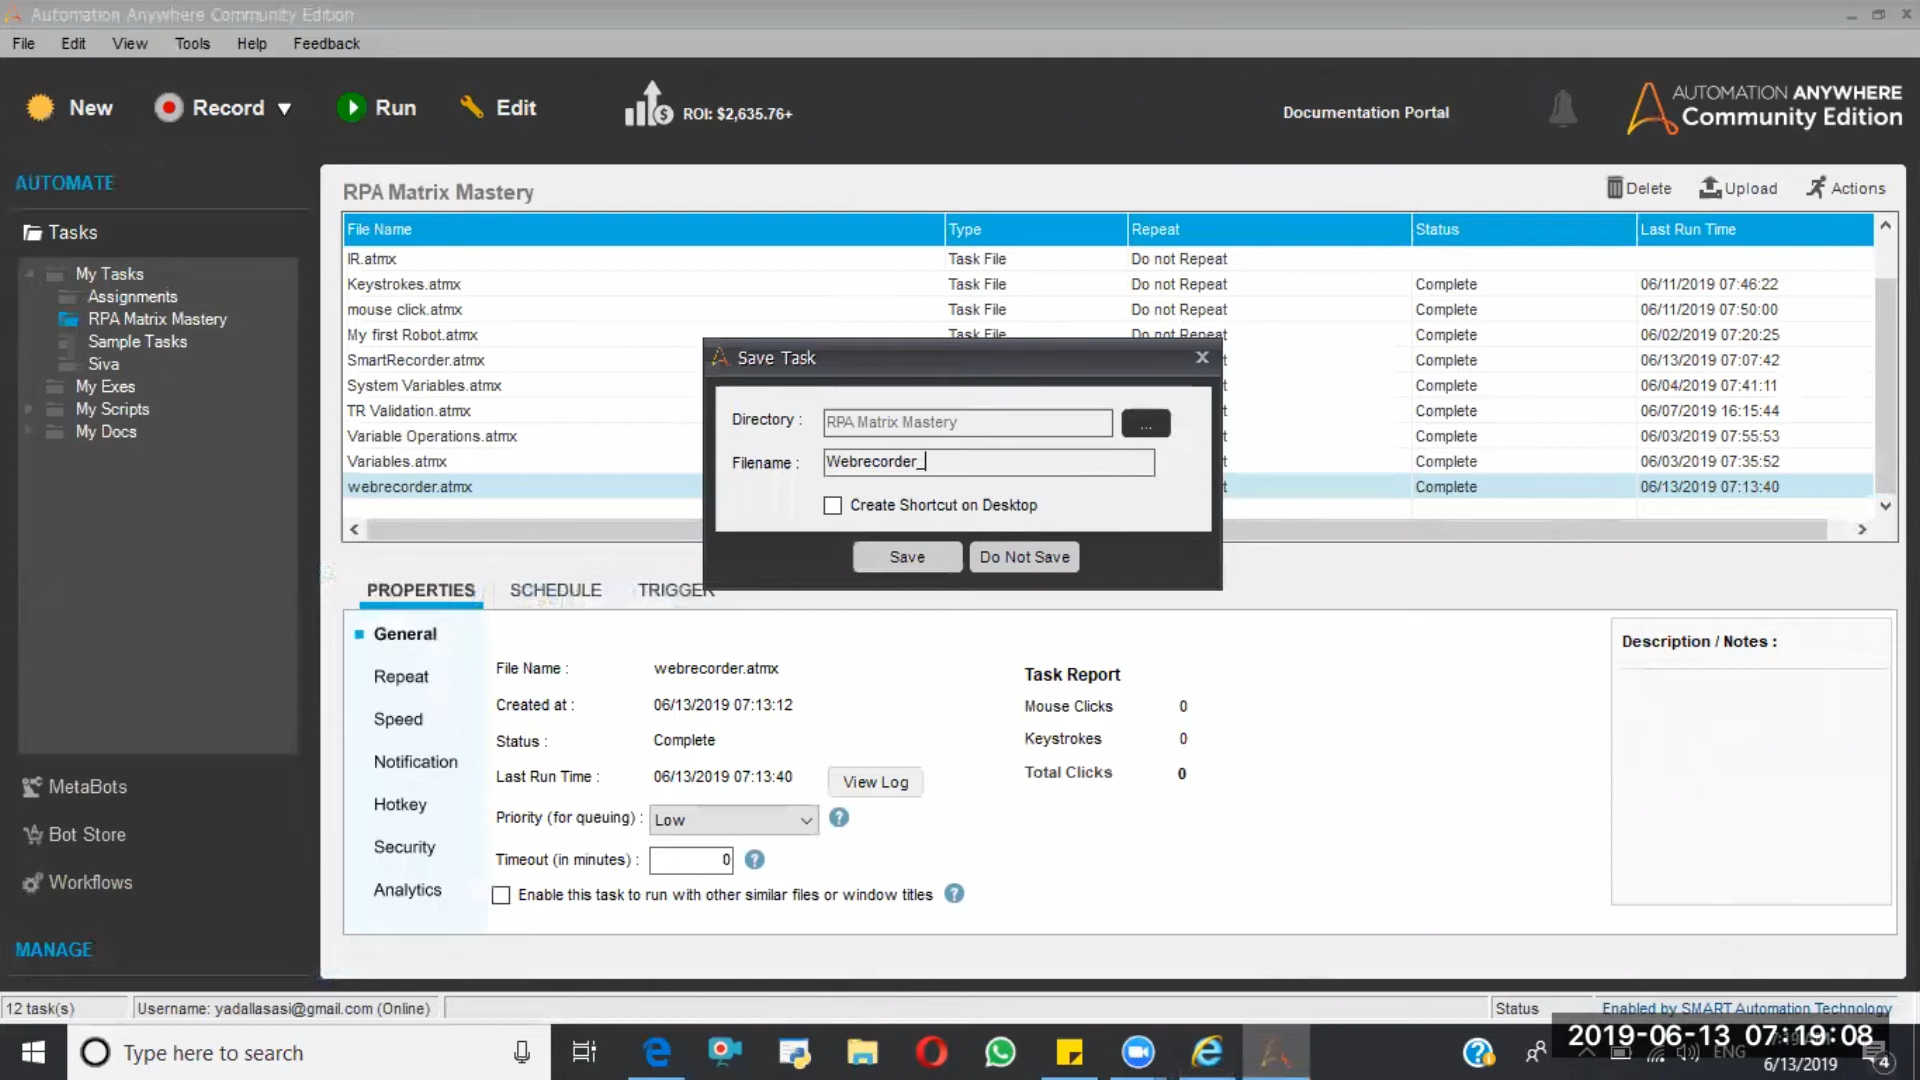 Automation Anywhere Community Edition
File Edit View Tools Help Feedback
New Record Run Edit ROI: $2,635.76+ Documentation Portal
AUTOMATION ANYWHERE
Community Edition
AUTOMATE
Tasks
My Tasks
Assignments
RPA Matrix Mastery
Sample Tasks
Siva
My Exes
My Scripts
My Docs
MetaBots
Bot Store
Workflows
MANAGE
RPA Matrix Mastery Delete Upload Actions
File Name Type Repeat Status Last Run Time
IR.atmx Task File Do not Repeat
Keystrokes.atmx Task File Do not Repeat Complete 06/11/2019 07:46:22
mouse click.atmx Task File Do not Repeat Complete 06/11/2019 07:50:00
My first Robot.atmx Task File Do not Repeat Complete 06/02/2019 07:20:25
SmartRecorder.atmx t Complete 06/13/2019 07:07:42
System Variables.atmx t Complete 06/04/2019 07:41:11
TR Validation.atmx t Complete 06/07/2019 16:15:44
Variable Operations.atmx t Complete 06/03/2019 07:55:53
Variables.atmx t Complete 06/03/2019 07:35:52
webrecorder.atmx t Complete 06/13/2019 07:13:40
Save Task X
Directory : RPA Matrix Mastery ...
Filename : Webrecorder_
Create Shortcut on Desktop
Save Do Not Save
PROPERTIES SCHEDULE TRIGGER
General
Repeat
Speed
Notification
Hotkey
Security
Analytics
File Name : webrecorder.atmx
Created at : 06/13/2019 07:13:12
Status : Complete
Last Run Time : 06/13/2019 07:13:40 View Log
Priority (for queuing) : Low ?
Timeout (in minutes) : 0 ?
Enable this task to run with other similar files or window titles ?
Task Report
Mouse Clicks 0
Keystrokes 0
Total Clicks 0
Description / Notes :
12 task(s) Username: yadallasasi@gmail.com (Online) Status Enabled by SMART Automation Technology
Type here to search
2019-06-13 07:19:08
ENG
6/13/2019
4